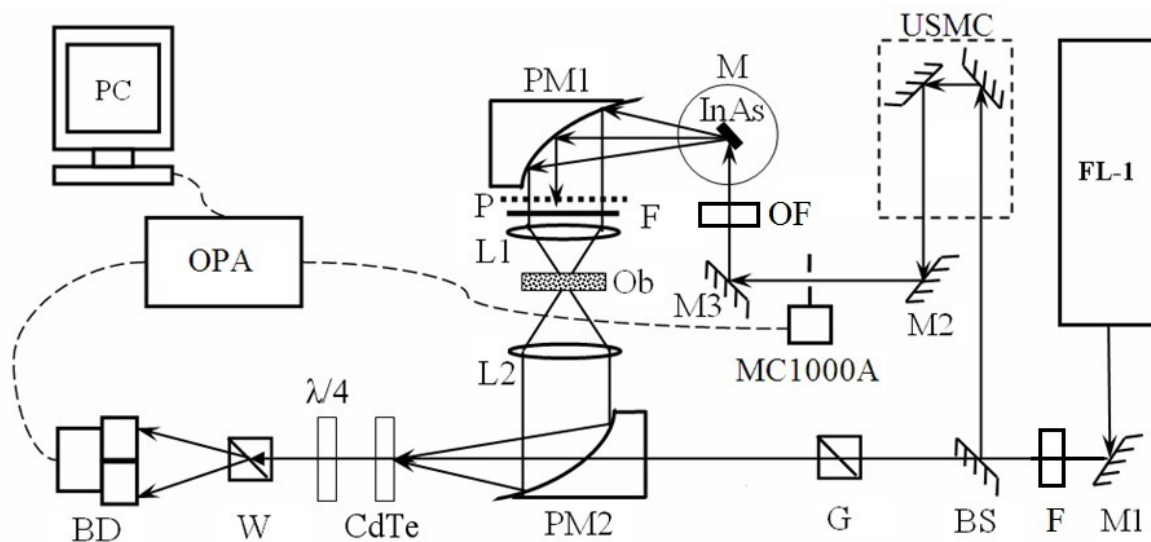 USMC
PC
PM1
M
InAs
FL-1
P
F
OF
L1
OPA
Ob
M3
M2
MC1000A
L2
λ/4
BD
W
CdTe
PM2
G
BS
F
M1